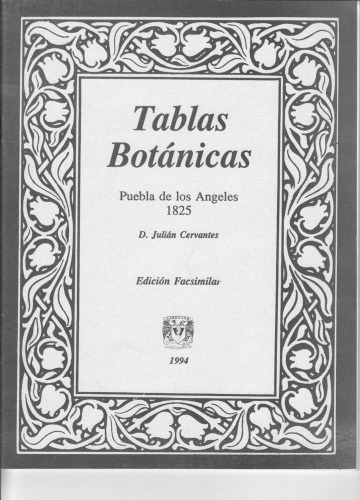 Tablas
Botánicas
Puebla de los Angeles
1825
D. Julián Cervantes
Edición Facsimilar
1994